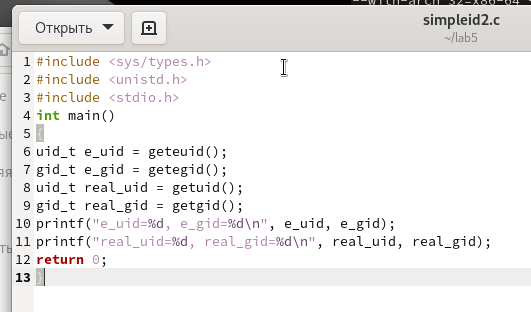 --with-arch_32=x86-64
Открыть
simpleid2.c
~/lab5
1 #include <sys/types.h>
2 #include <unistd.h>
3 #include <stdio.h>
4 int main()
5 {
6 uid_t e_uid = geteuid();
7 gid_t e_gid = getegid();
8 uid_t real_uid = getuid();
9 gid_t real_gid = getgid();
10 printf("e_uid=%d, e_gid=%d\n", e_uid, e_gid);
11 printf("real_uid=%d, real_gid=%d\n", real_uid, real_gid);
12 return 0;
13 }